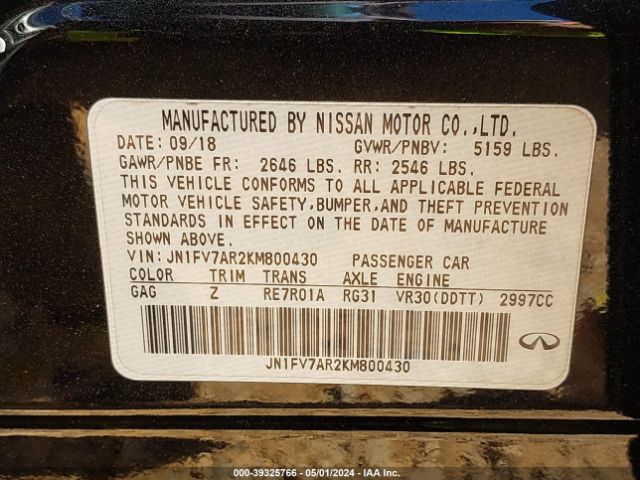 MANUFACTURED BY NISSAN MOTOR CO.,LTD.
DATE: 09/18 GVWR/PNBV: 5159 LBS.
GAWR/PNBE FR: 2646 LBS. RR: 2546 LBS.
THIS VEHICLE CONFORMS TO ALL APPLICABLE FEDERAL
MOTOR VEHICLE SAFETY,BUMPER,AND THEFT PREVENTION
STANDARDS IN EFFECT ON THE DATE OF MANUFACTURE
SHOWN ABOVE.
VIN: JN1FV7AR2KM800430 PASSENGER CAR
COLOR TRIM TRANS AXLE ENGINE
GAG Z RE7R01A RG31 VR30(DDTT) 2997CC
JN1FV7AR2KM800430
000-39325766 - 05/01/2024 - IAA Inc.